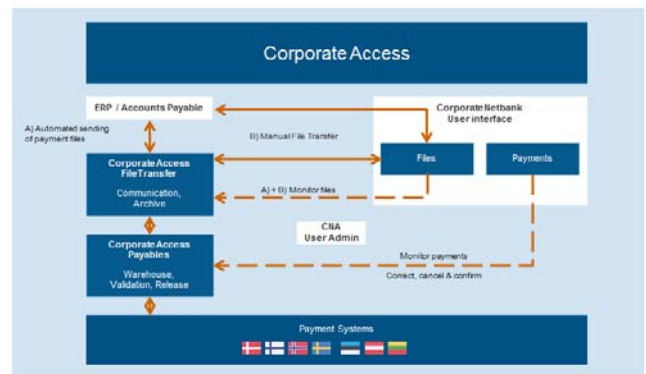 Corporate Access
ERP / Accounts Payable
Corporate Netbank
User interface
A) Automated sending
of payment files
B) Manual File Transfer
Files
Payments
Corporate Access
File Transfer
Communication,
Archive
A) + B) Monitor files
CNA
User Admin
Corporate Access
Payables
Warehouse,
Validation, Release
Monitor payments
Correct, cancel & confirm
Payment Systems